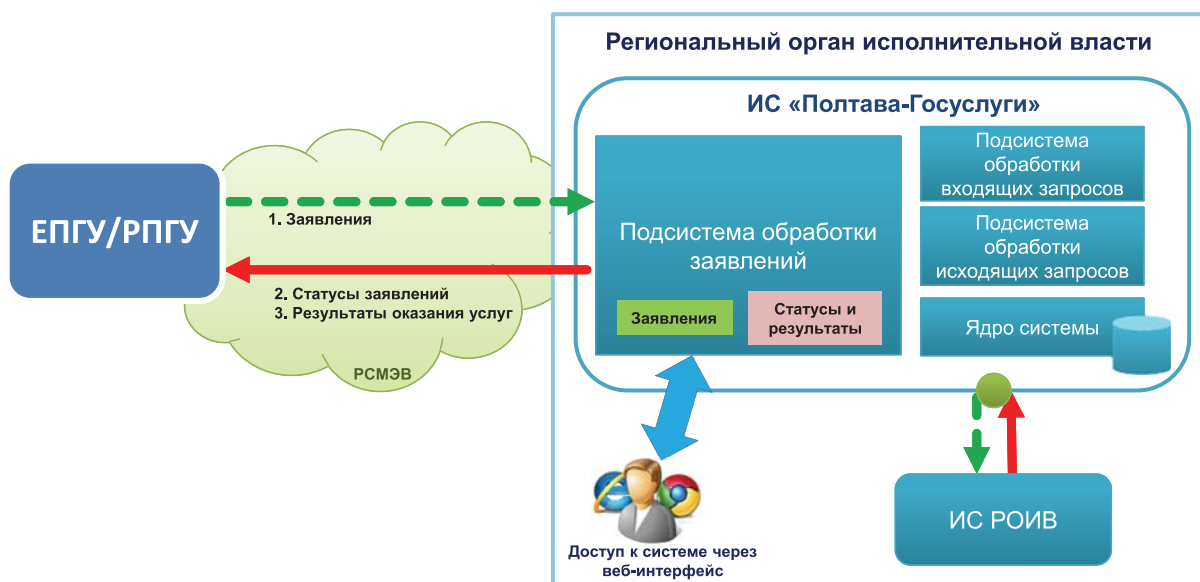 Региональный орган исполнительной власти
ИС «Полтава-Госуслуги»
ЕПГУ/РПГУ
1. Заявления
2. Статусы заявлений
3. Результаты оказания услуг
РСМЭВ
Подсистема обработки
заявлений
Заявления
Статусы и
результаты
Подсистема
обработки
входящих запросов
Подсистема
обработки
исходящих запросов
Ядро системы
Доступ к системе через
веб-интерфейс
ИС РОИВ